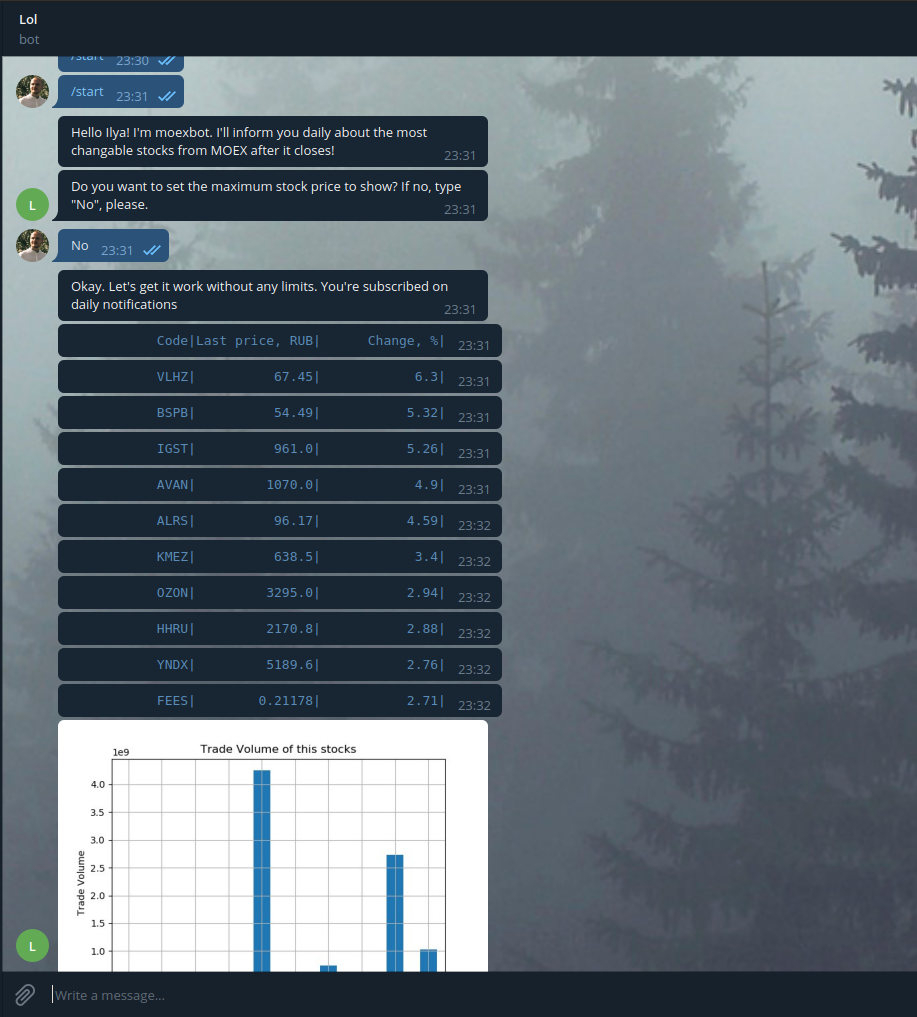 Lol
bot
/start 23:30
/start 23:31
Hello Ilya! I'm moexbot. I'll inform you daily about the most
changable stocks from MOEX after it closes!
23:31
Do you want to set the maximum stock price to show? If no, type
"No", please.
23:31
L
No 23:31
Okay. Let's get it work without any limits. You're subscribed on
daily notifications
23:31
Code|Last price, RUB| Change, %| 23:31
VLHZ| 67.45| 6.3| 23:31
BSPB| 54.49| 5.32| 23:31
IGST| 961.0| 5.26| 23:31
AVAN| 1070.0| 4.9| 23:31
ALRS| 96.17| 4.59| 23:32
KMEZ| 638.5| 3.4| 23:32
OZON| 3295.0| 2.94| 23:32
HHRU| 2170.8| 2.88| 23:32
YNDX| 5189.6| 2.76| 23:32
FEES| 0.21178| 2.71| 23:32
Trade Volume of this stocks
1e9
4.0
3.5
3.0
2.5
2.0
1.5
1.0
Trade Volume
L
Write a message...